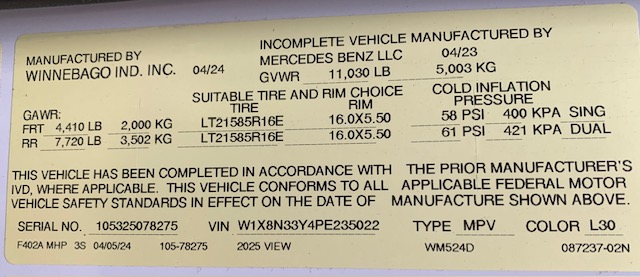 INCOMPLETE VEHICLE MANUFACTURED BY
MANUFACTURED BY MERCEDES BENZ LLC 04/23
WINNEBAGO IND. INC. 04/24 GVWR 11,030 LB 5,003 KG
SUITABLE TIRE AND RIM CHOICE COLD INFLATION
GAWR: TIRE RIM PRESSURE
FRT 4,410 LB 2,000 KG LT21585R16E 16.0X5.50 58 PSI 400 KPA SING
RR 7,720 LB 3,502 KG LT21585R16E 16.0X5.50 61 PSI 421 KPA DUAL
THIS VEHICLE HAS BEEN COMPLETED IN ACCORDANCE WITH THE PRIOR MANUFACTURER'S
IVD, WHERE APPLICABLE. THIS VEHICLE CONFORMS TO ALL APPLICABLE FEDERAL MOTOR
VEHICLE SAFETY STANDARDS IN EFFECT ON THE DATE OF MANUFACTURE SHOWN ABOVE.
SERIAL NO. 105325078275 VIN W1X8N33Y4PE235022 TYPE MPV COLOR L30
F402A MHP 3S 04/05/24 105-78275 2025 VIEW WM524D 087237-02N